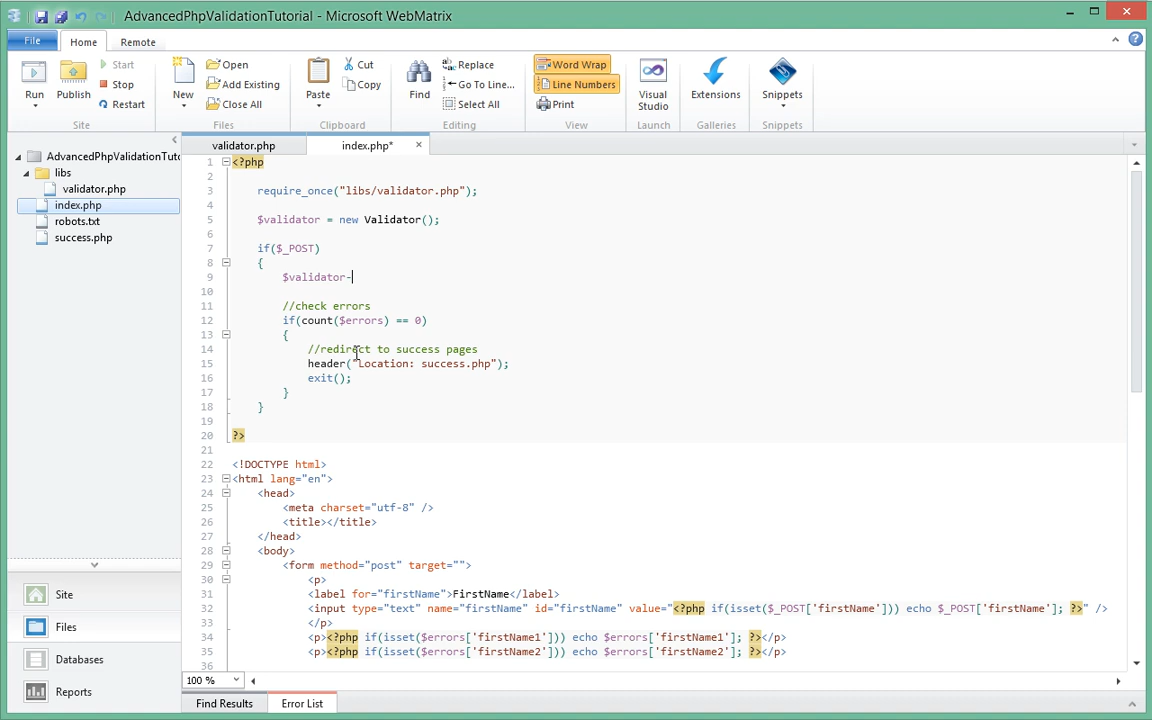 AdvancedPhpValidationTutorial - Microsoft WebMatrix
File Home Remote
Run Publish Start Stop Restart Site
New Open Add Existing Close All Files
Paste Cut Copy Clipboard
Find Replace Go To Line... Select All Editing
Word Wrap Line Numbers Print View
Visual Studio Launch
Extensions Galleries
Snippets Snippets
validator.php index.php* ×
AdvancedPhpValidationTuto
libs
validator.php
index.php
robots.txt
success.php
Site
Files
Databases
Reports
1 <?php
2
3 require_once("libs/validator.php");
4
5 $validator = new Validator();
6
7 if($_POST)
8 {
9 $validator-
10
11 //check errors
12 if(count($errors) == 0)
13 {
14 //redirect to success pages
15 header("Location: success.php");
16 exit();
17 }
18 }
19
20 ?>
21
22 <!DOCTYPE html>
23 <html lang="en">
24 <head>
25 <meta charset="utf-8" />
26 <title></title>
27 </head>
28 <body>
29 <form method="post" target="">
30 <p>
31 <label for="firstName">FirstName</label>
32 <input type="text" name="firstName" id="firstName" value="<?php if(isset($_POST['firstName'])) echo $_POST['firstName']; ?>" />
33 </p>
34 <p><?php if(isset($errors['firstName1'])) echo $errors['firstName1']; ?></p>
35 <p><?php if(isset($errors['firstName2'])) echo $errors['firstName2']; ?></p>
36
100 %
Find Results Error List